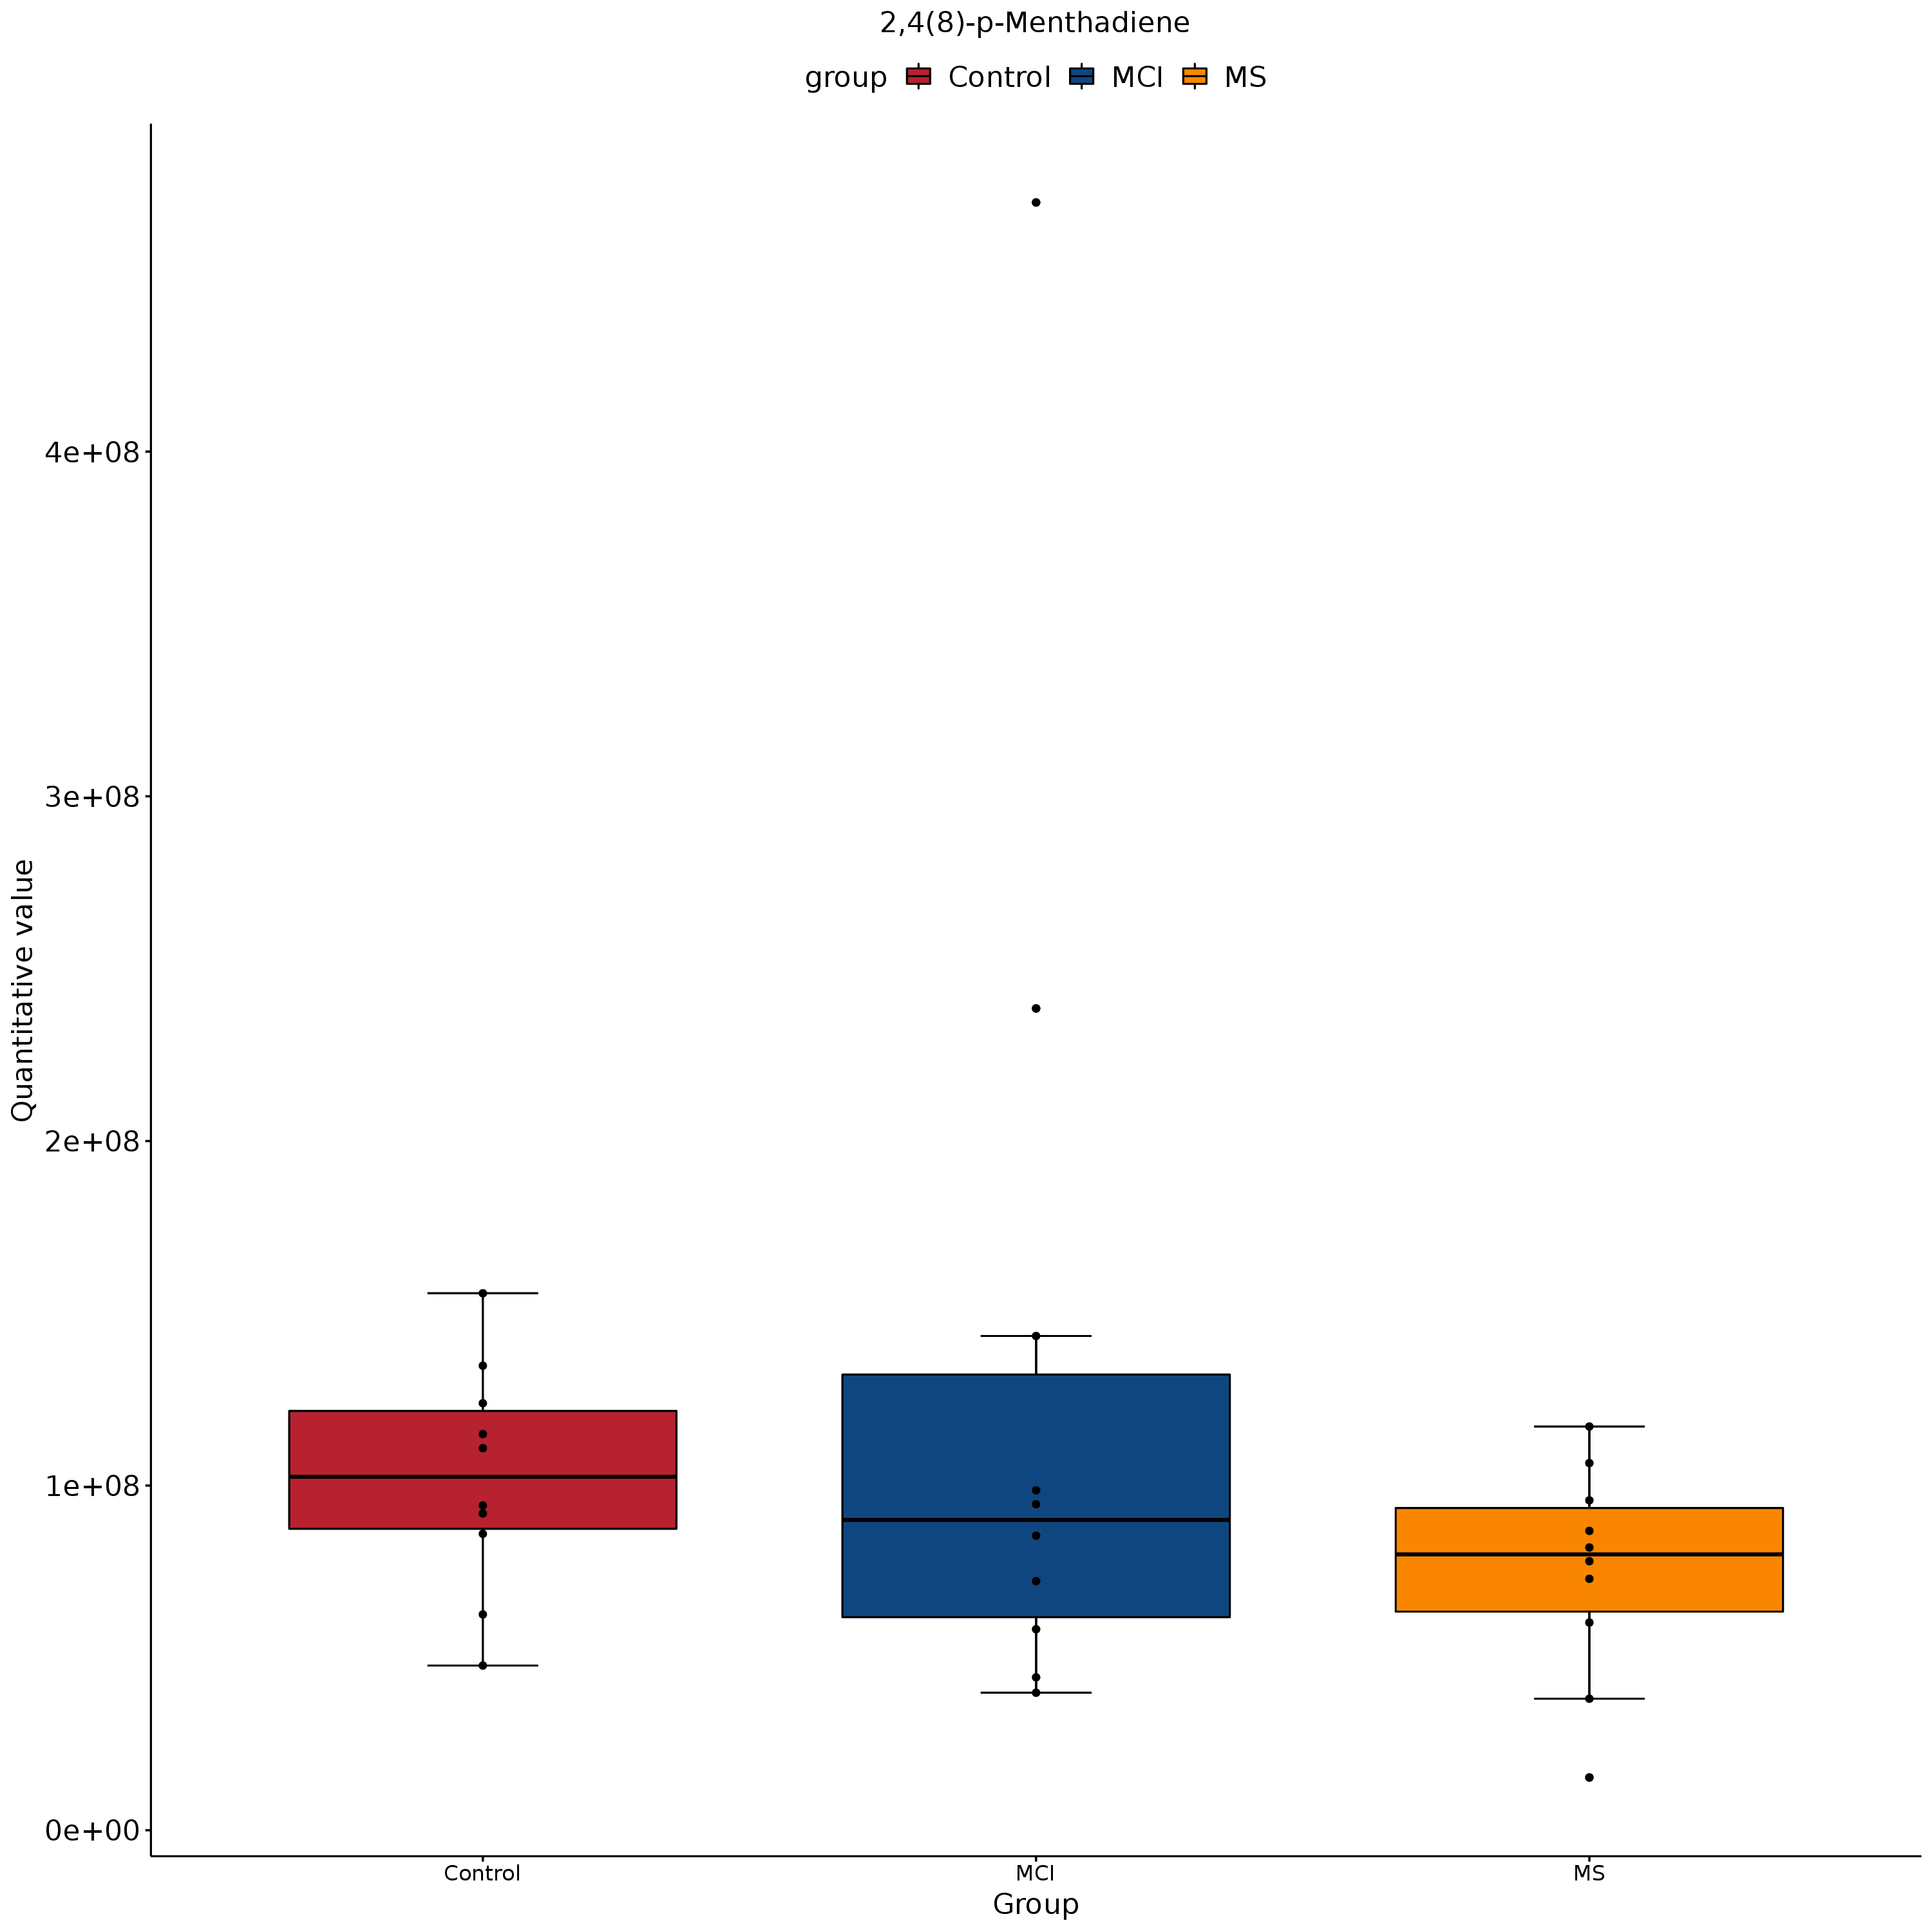 2,4(8)-p-Menthadiene
group Control MCI MS
Quantitative value
4e+08
3e+08
2e+08
1e+08
0e+00
Control MCI MS
Group